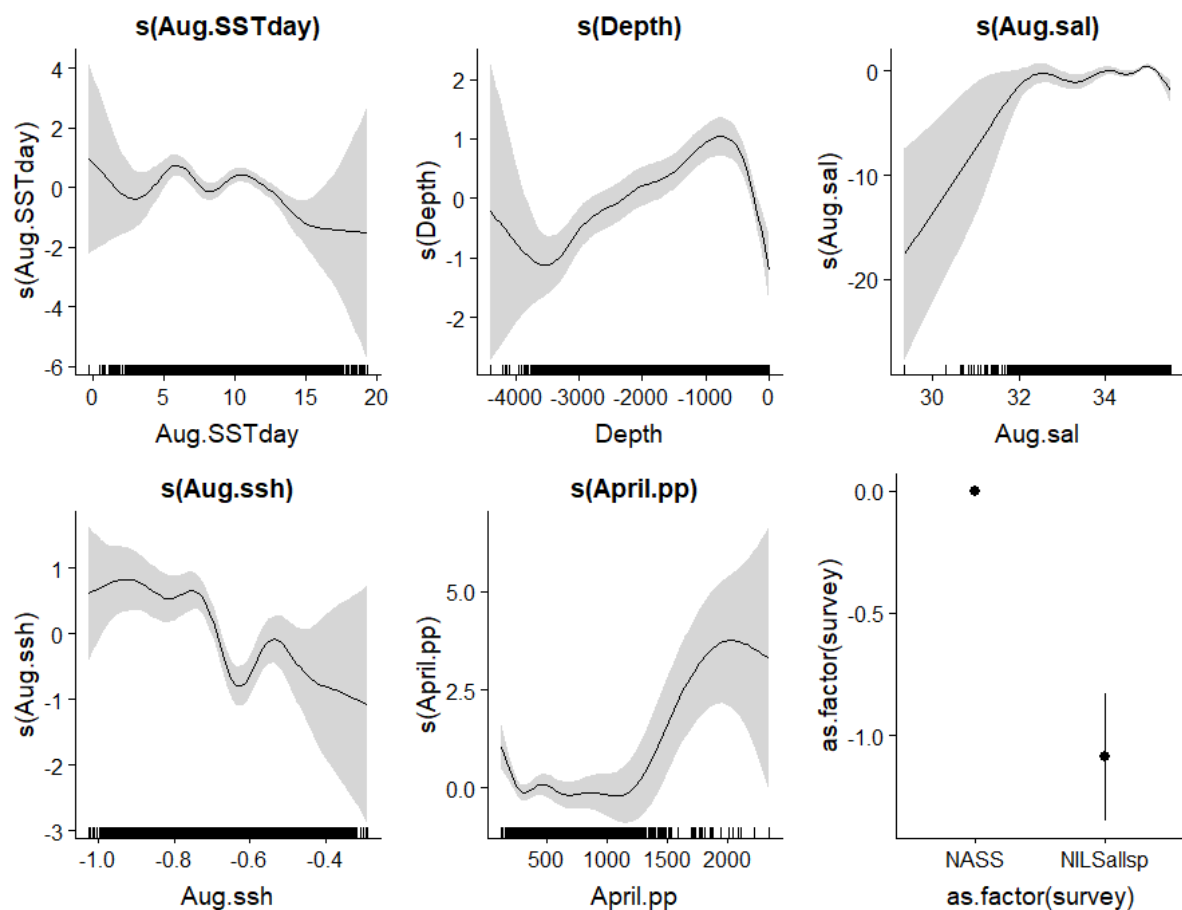 s(Aug.SSTday)
s(Aug.SSTday)
4
2
0
-2
-4
-6
0 5 10 15 20
Aug.SSTday
s(Depth)
s(Depth)
2
1
0
-1
-2
-4000 -3000 -2000 -1000 0
Depth
s(Aug.sal)
s(Aug.sal)
0
-10
-20
30 32 34
Aug.sal
s(Aug.ssh)
s(Aug.ssh)
1
0
-1
-2
-3
-1.0 -0.8 -0.6 -0.4
Aug.ssh
s(April.pp)
s(April.pp)
5.0
2.5
0.0
500 1000 1500 2000
April.pp
as.factor(survey)
0.0
-0.5
-1.0
NASS NILSallsp
as.factor(survey)